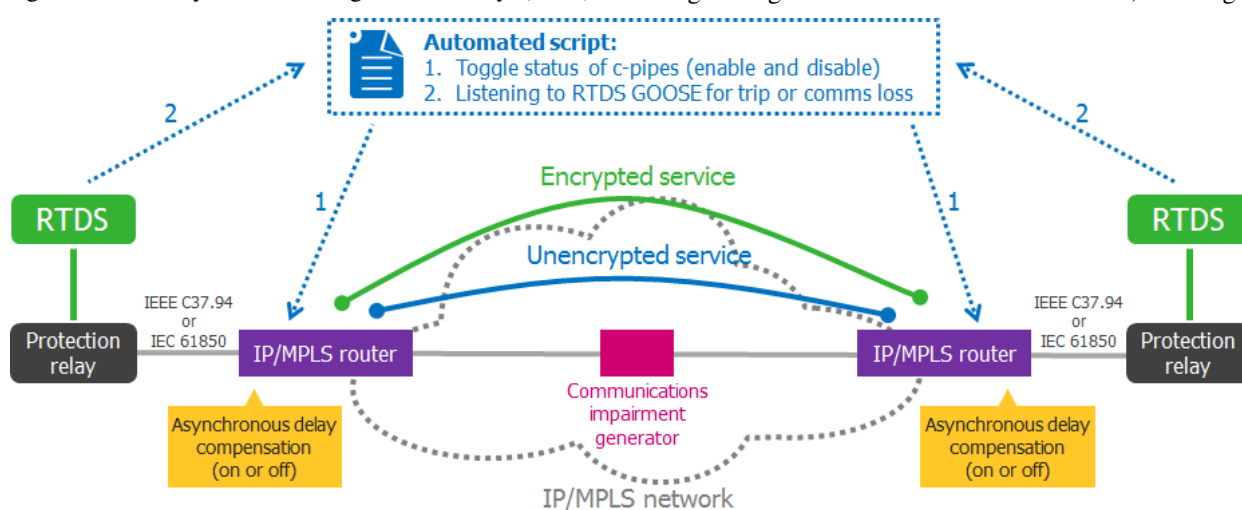 Automated script:
1. Toggle status of c-pipes (enable and disable)
2. Listening to RTDS GOOSE for trip or comms loss
2
2
1
1
Encrypted service
RTDS
RTDS
Unencrypted service
IEEE C37.94
or
IEC 61850
IEEE C37.94
or
IEC 61850
Protection
relay
IP/MPLS router
IP/MPLS router
Protection
relay
Communications
impairment
generator
Asynchronous delay
compensation
(on or off)
Asynchronous delay
compensation
(on or off)
IP/MPLS network